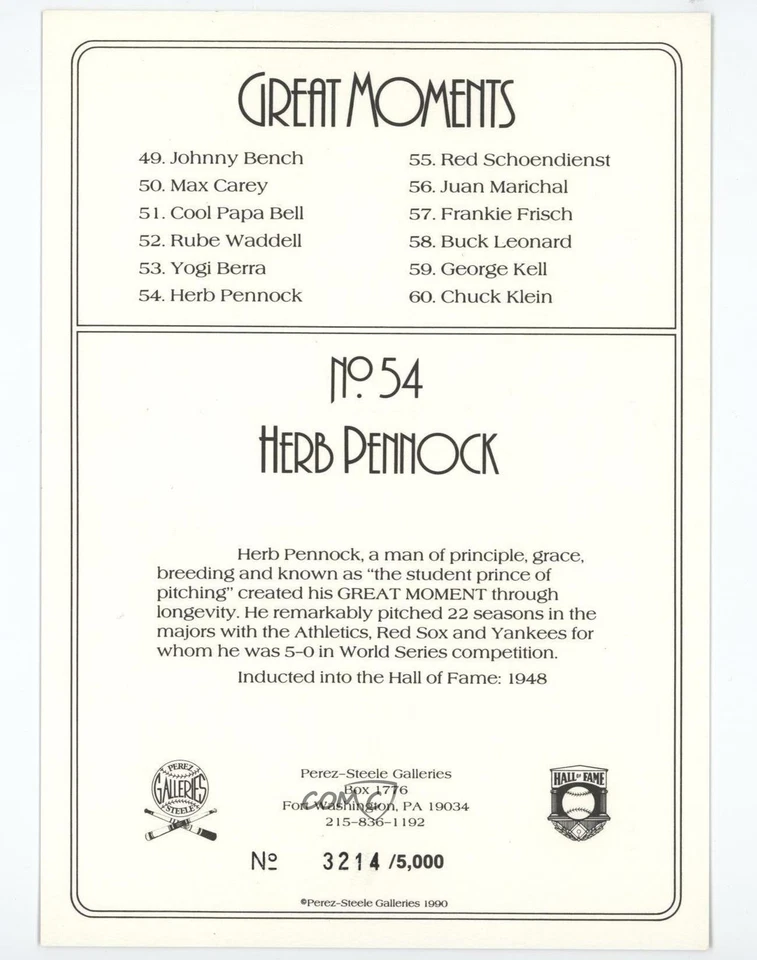 GREAT MOMENTS
49. Johnny Bench
50. Max Carey
51. Cool Papa Bell
52. Rube Waddell
53. Yogi Berra
54. Herb Pennock
55. Red Schoendienst
56. Juan Marichal
57. Frankie Frisch
58. Buck Leonard
59. George Kell
60. Chuck Klein
Nº. 54
HERB PENNOCK
Herb Pennock, a man of principle, grace,
breeding and known as “the student prince of
pitching” created his GREAT MOMENT through
longevity. He remarkably pitched 22 seasons in the
majors with the Athletics, Red Sox and Yankees for
whom he was 5-0 in World Series competition.
Inducted into the Hall of Fame: 1948
PEREZ
GALLERIES
STEELE
Perez-Steele Galleries
Box 1776
Fort Washington, PA 19034
215-836-1192
COMC
HALL OF FAME
Nº 3214 /5,000
©Perez-Steele Galleries 1990